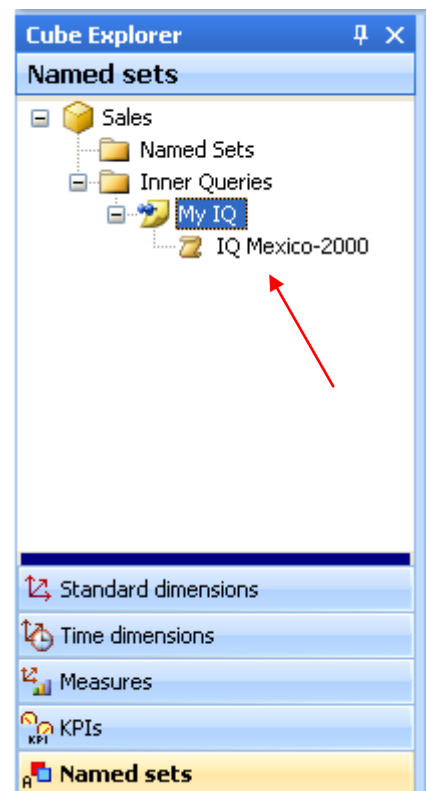 Cube Explorer
Named sets
Sales
Named Sets
Inner Queries
My IQ
IQ Mexico-2000
Standard dimensions
Time dimensions
Measures
KPI KPIs
A Named sets